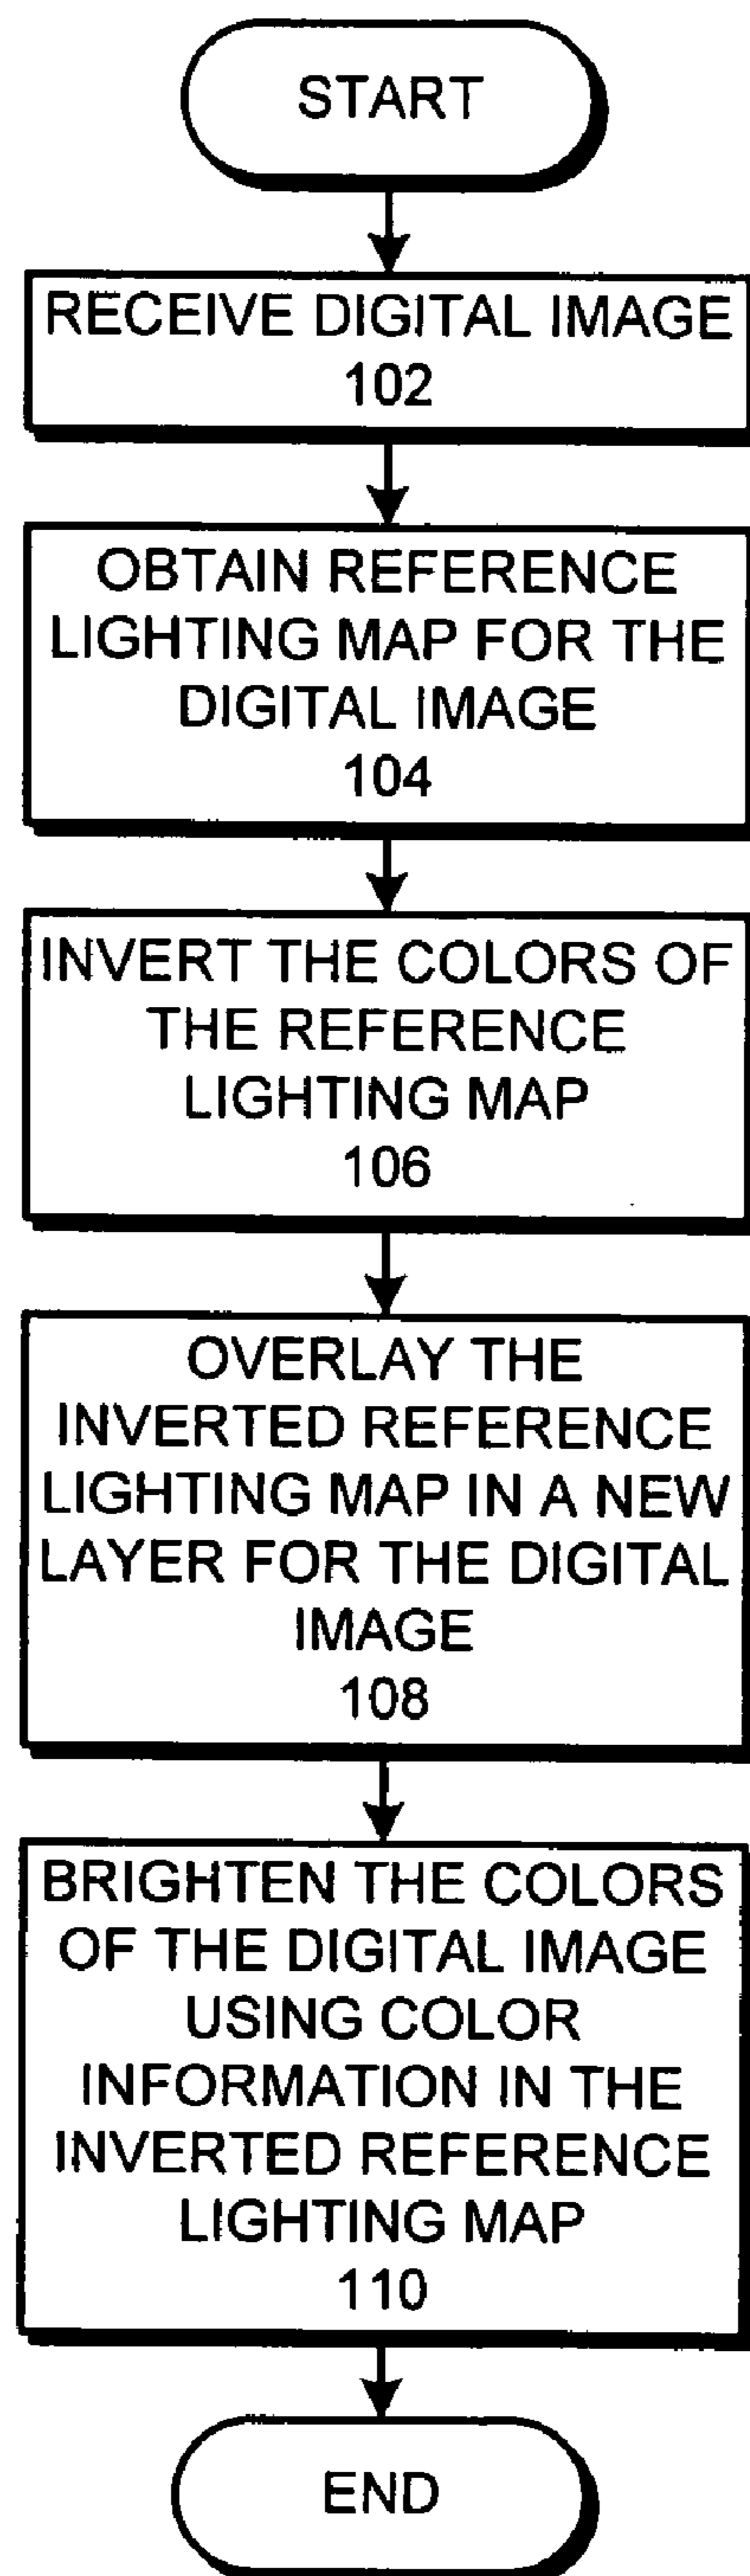 START
RECEIVE DIGITAL IMAGE
102
OBTAIN REFERENCE
LIGHTING MAP FOR THE
DIGITAL IMAGE
104
INVERT THE COLORS OF
THE REFERENCE
LIGHTING MAP
106
OVERLAY THE
INVERTED REFERENCE
LIGHTING MAP IN A NEW
LAYER FOR THE DIGITAL
IMAGE
108
BRIGHTEN THE COLORS
OF THE DIGITAL IMAGE
USING COLOR
INFORMATION IN THE
INVERTED REFERENCE
LIGHTING MAP
110
END